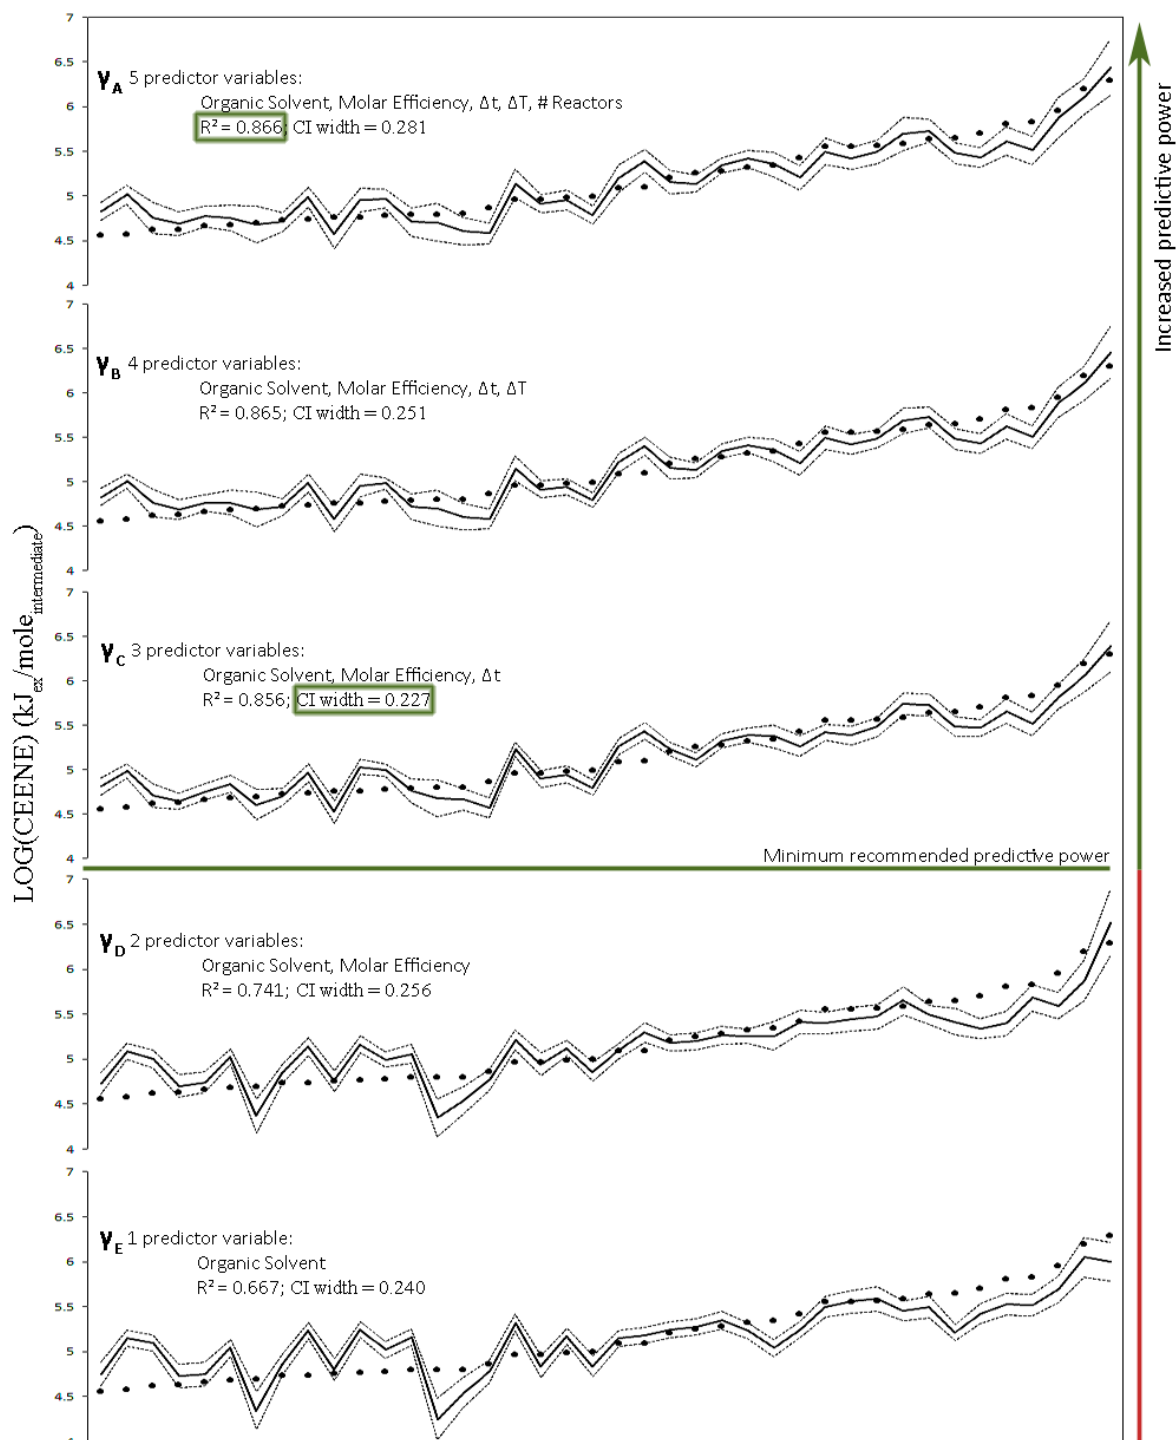 7
6.5
6
5.5
5
4.5
4
γA 5 predictor variables:
Organic Solvent, Molar Efficiency, Δt, ΔT, # Reactors
R² = 0.866; CI width = 0.281
7
6.5
6
5.5
5
4.5
4
γB 4 predictor variables:
Organic Solvent, Molar Efficiency, Δt, ΔT
R² = 0.865; CI width = 0.251
7
6.5
6
5.5
5
4.5
4
γC 3 predictor variables:
Organic Solvent, Molar Efficiency, Δt
R² = 0.856; CI width = 0.227
Minimum recommended predictive power
7
6.5
6
5.5
5
4.5
4
γD 2 predictor variables:
Organic Solvent, Molar Efficiency
R² = 0.741; CI width = 0.256
7
6.5
6
5.5
5
4.5
γE 1 predictor variable:
Organic Solvent
R² = 0.667; CI width = 0.240
LOG(CEENE) (kJex/moleintermediate)
Increased predictive power